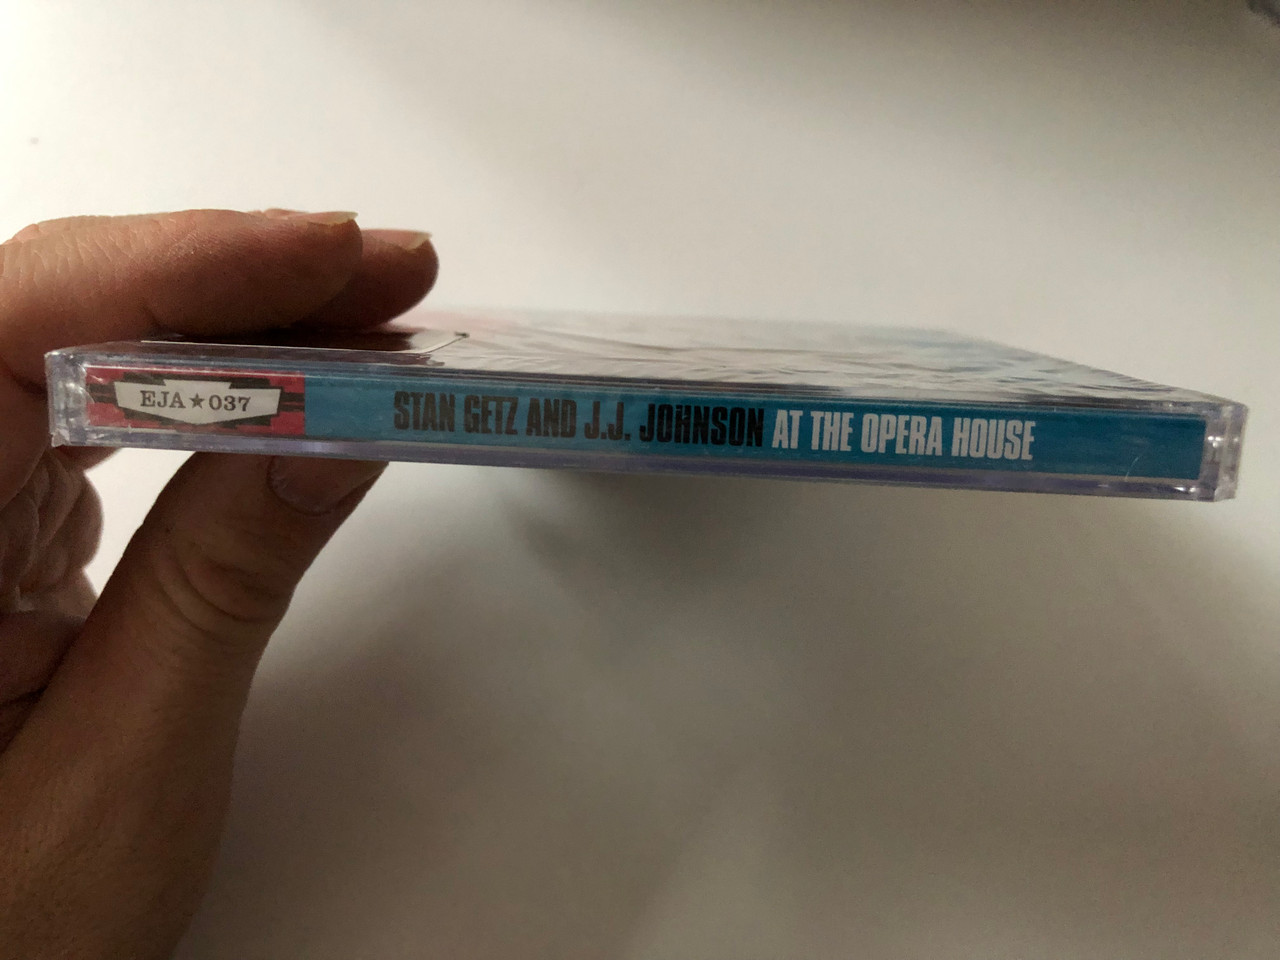 EJA★037
STAN GETZ AND J.J. JOHNSON AT THE OPERA HOUSE